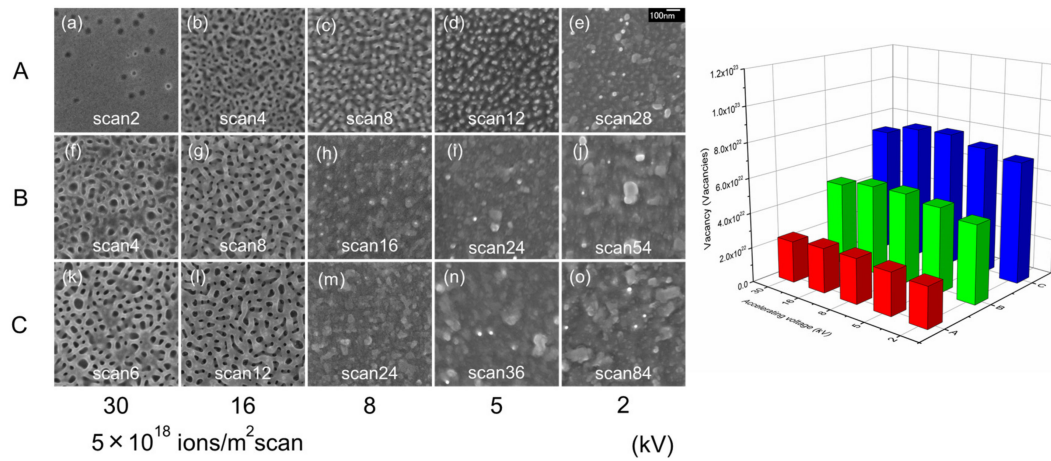 (a) (b) (c) (d) (e) 100nm
A
scan2 scan4 scan8 scan12 scan28
(f) (g) (h) (i) (j)
B
scan4 scan8 scan16 scan24 scan54
(k) (l) (m) (n) (o)
C
scan6 scan12 scan24 scan36 scan84
30 16 8 5 2
5×10¹⁸ ions/m²scan (kV)
1.2x10²³
1.0x10²³
8.0x10²²
6.0x10²²
4.0x10²²
2.0x10²²
0.0
Vacancy (Vacancies)
30 16 8 5 2
Accelerating voltage (kV)
A
B
C